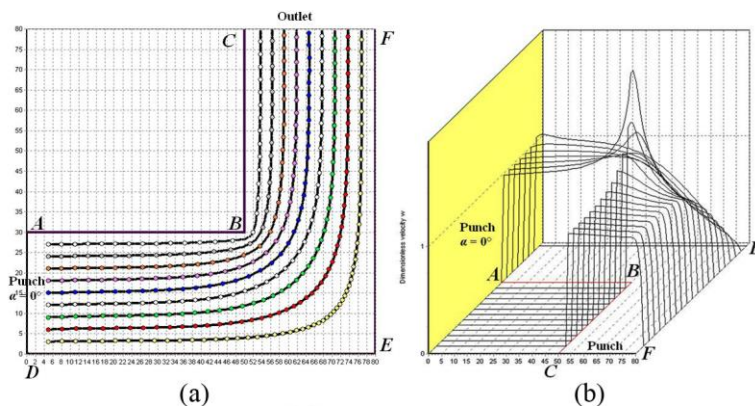 Outlet
80
C
F
75
70
65
60
55
50
45
40
35
A
B
30
25
20
Punch
α = 0°
15
10
5
E
0
D
0 2 4 6 8 10 12 14 16 18 20 22 24 26 28 30 32 34 36 38 40 42 44 46 48 50 52 54 56 58 60 62 64 66 68 70 72 74 76 78 80
(a)
Dimensionless velocity w
1
Punch
α = 0°
A
B
Punch
F
0
0 5 10 15 20 25 30 35 40 45 50 55 60 65 70 75 80
C
(b)